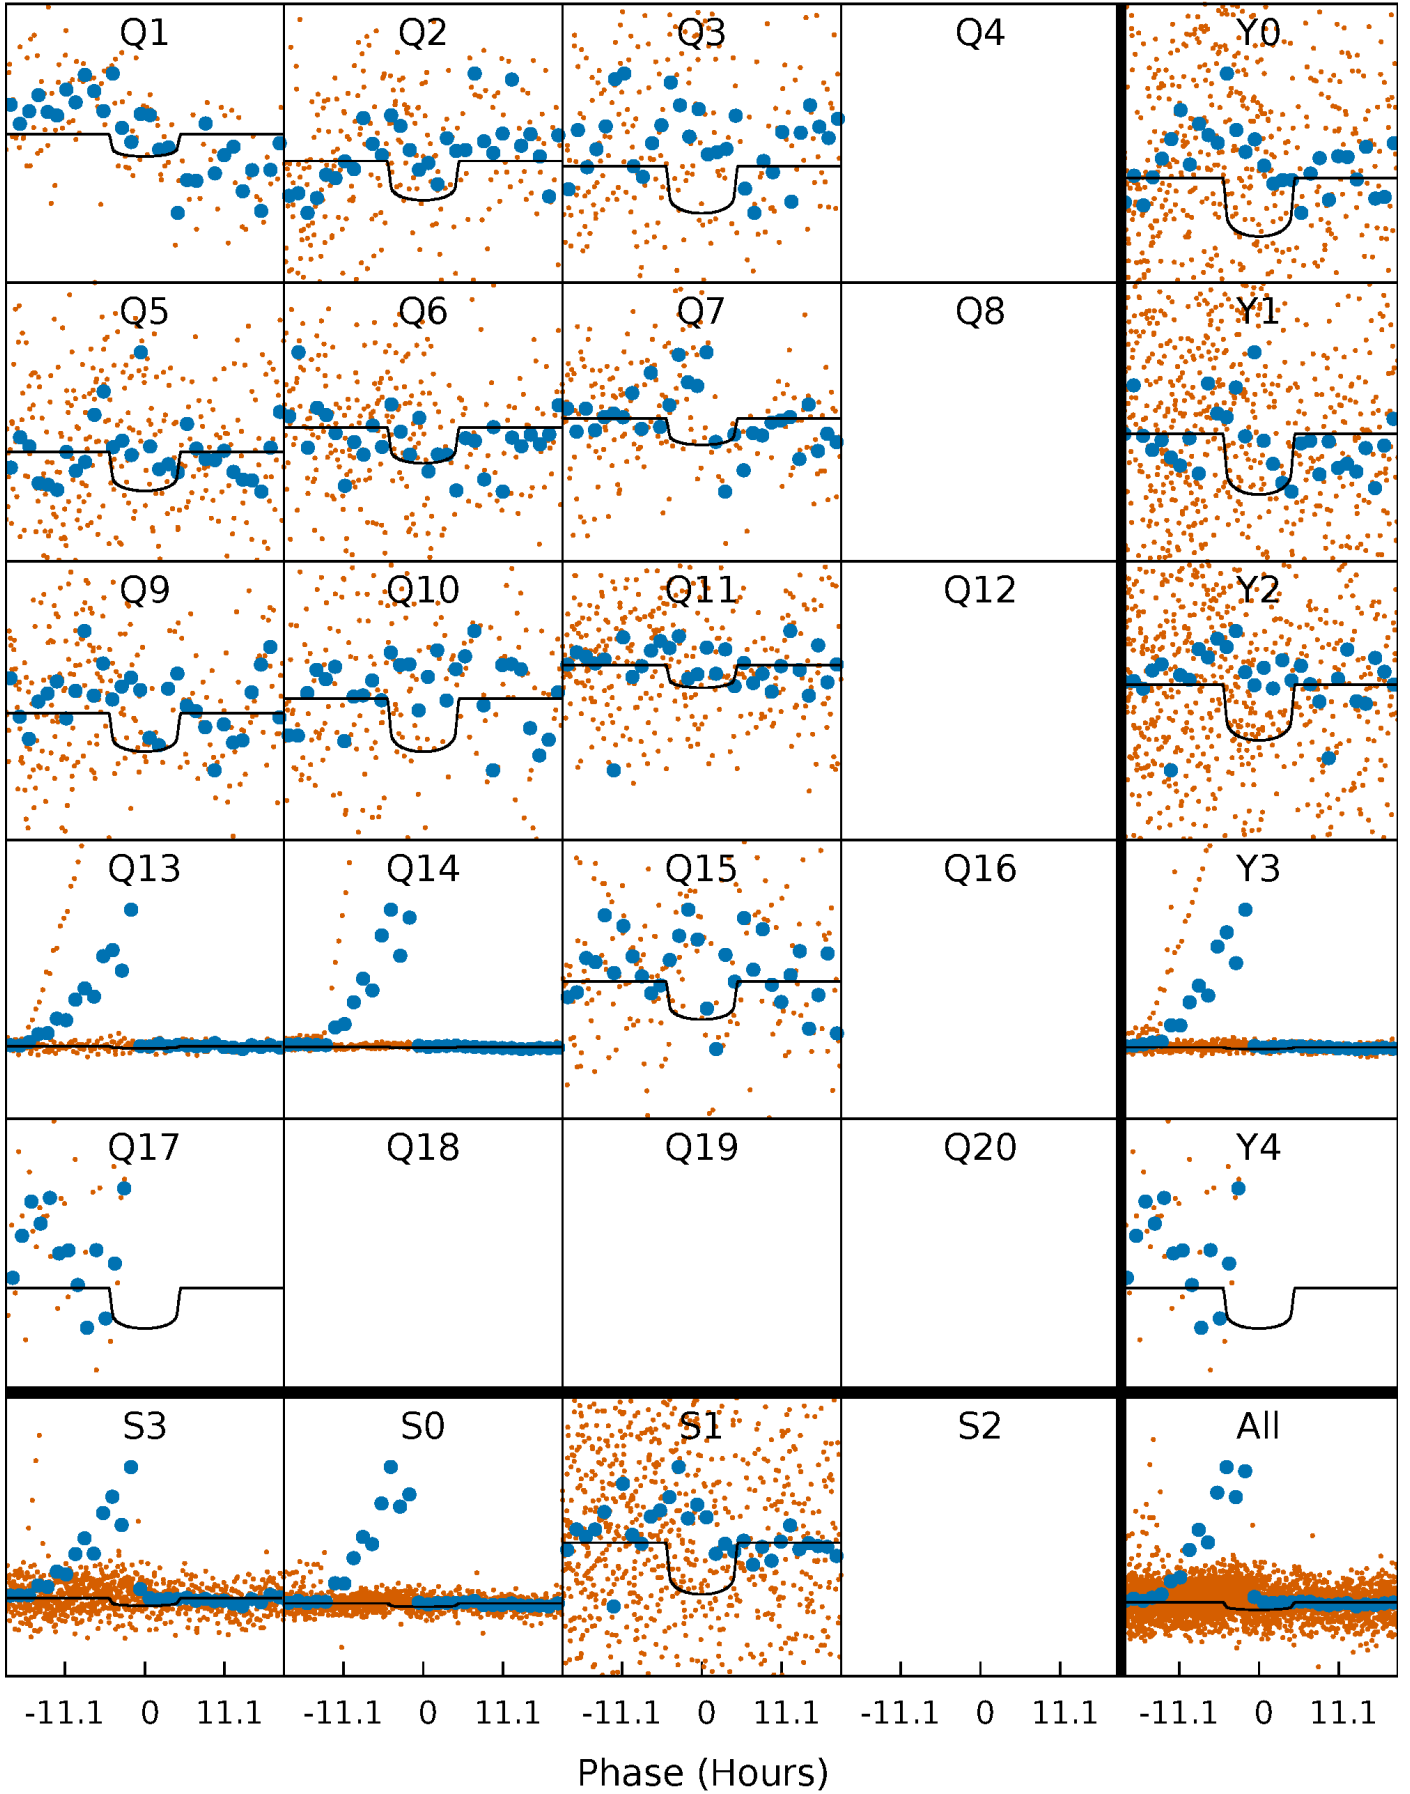 Q1 Q2 Q3 Q4 Y0
Q5 Q6 Q7 Q8 Y1
Q9 Q10 Q11 Q12 Y2
Q13 Q14 Q15 Q16 Y3
Q17 Q18 Q19 Q20 Y4
S3 S0 S1 S2 All
-11.1 0 11.1 -11.1 0 11.1 -11.1 0 11.1 -11.1 0 11.1 -11.1 0 11.1
Phase (Hours)